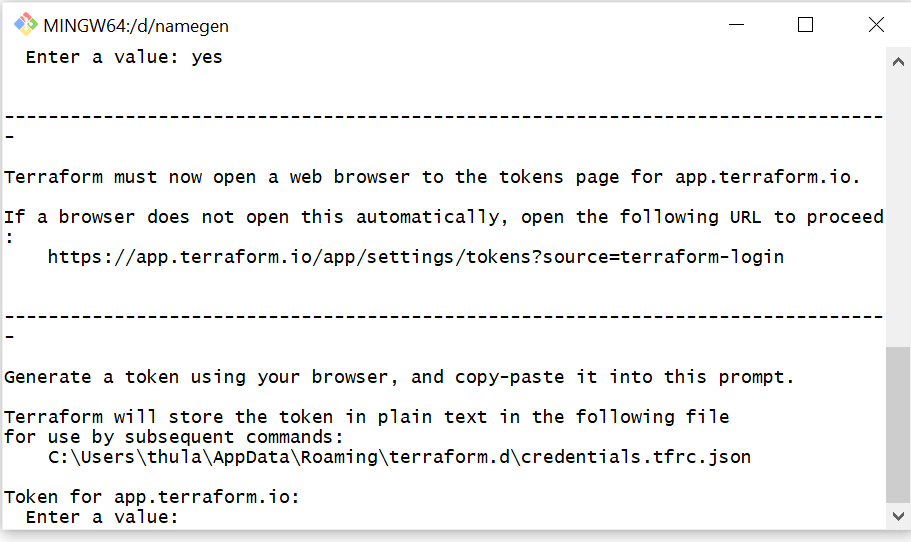 MINGW64:/d/namegen
Enter a value: yes
--------------------------------------------------------------------------------
-
Terraform must now open a web browser to the tokens page for app.terraform.io.
If a browser does not open this automatically, open the following URL to proceed
:
https://app.terraform.io/app/settings/tokens?source=terraform-login
--------------------------------------------------------------------------------
-
Generate a token using your browser, and copy-paste it into this prompt.
Terraform will store the token in plain text in the following file
for use by subsequent commands:
C:\Users\thula\AppData\Roaming\terraform.d\credentials.tfrc.json
Token for app.terraform.io:
Enter a value: